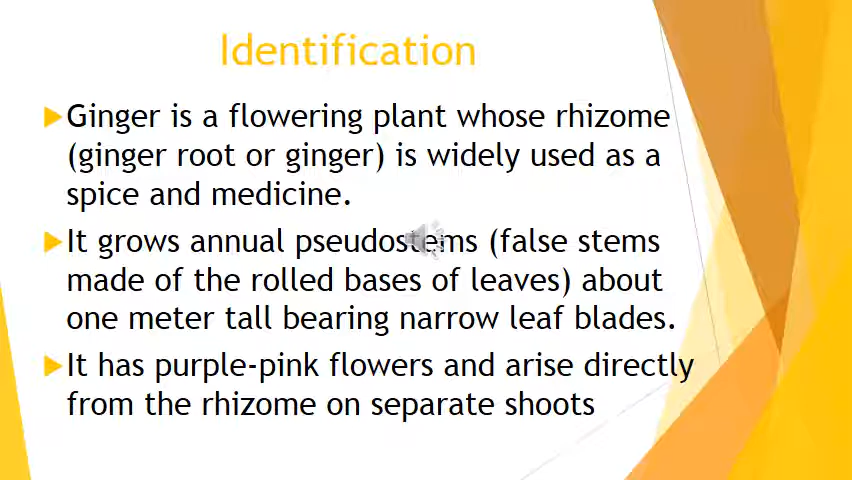 Identification
Ginger is a flowering plant whose rhizome
(ginger root or ginger) is widely used as a
spice and medicine.
It grows annual pseudostems (false stems
made of the rolled bases of leaves) about
one meter tall bearing narrow leaf blades.
It has purple-pink flowers and arise directly
from the rhizome on separate shoots